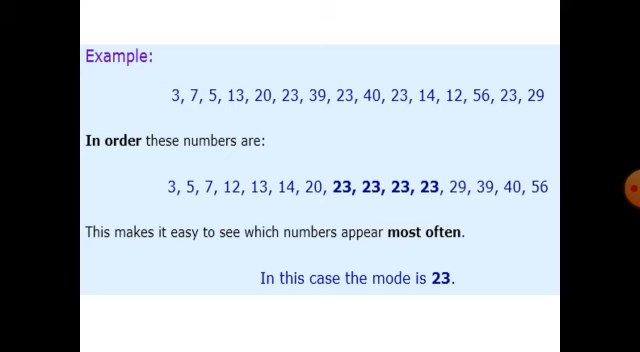 Example:
3, 7, 5, 13, 20, 23, 39, 23, 40, 23, 14, 12, 56, 23, 29
In order these numbers are:
3, 5, 7, 12, 13, 14, 20, 23, 23, 23, 23, 29, 39, 40, 56
This makes it easy to see which numbers appear most often.
In this case the mode is 23.